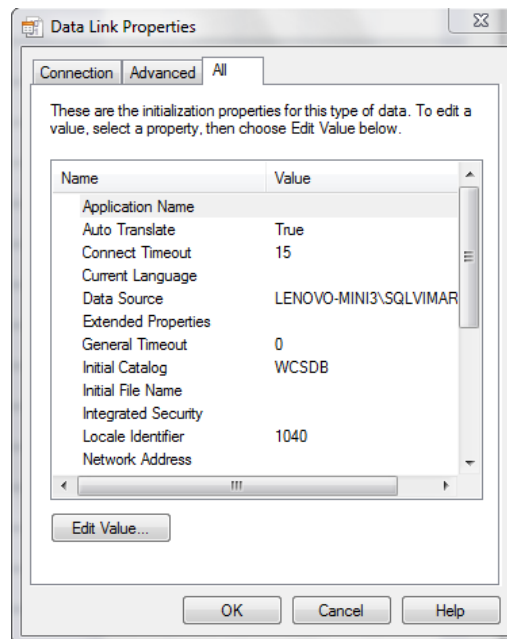 Data Link Properties
Connection Advanced All
These are the initialization properties for this type of data. To edit a
value, select a property, then choose Edit Value below.
Name Value
Application Name
Auto Translate True
Connect Timeout 15
Current Language
Data Source LENOVO-MINI3\SQLVIMAR
Extended Properties
General Timeout 0
Initial Catalog WCSDB
Initial File Name
Integrated Security
Locale Identifier 1040
Network Address
Edit Value...
OK Cancel Help